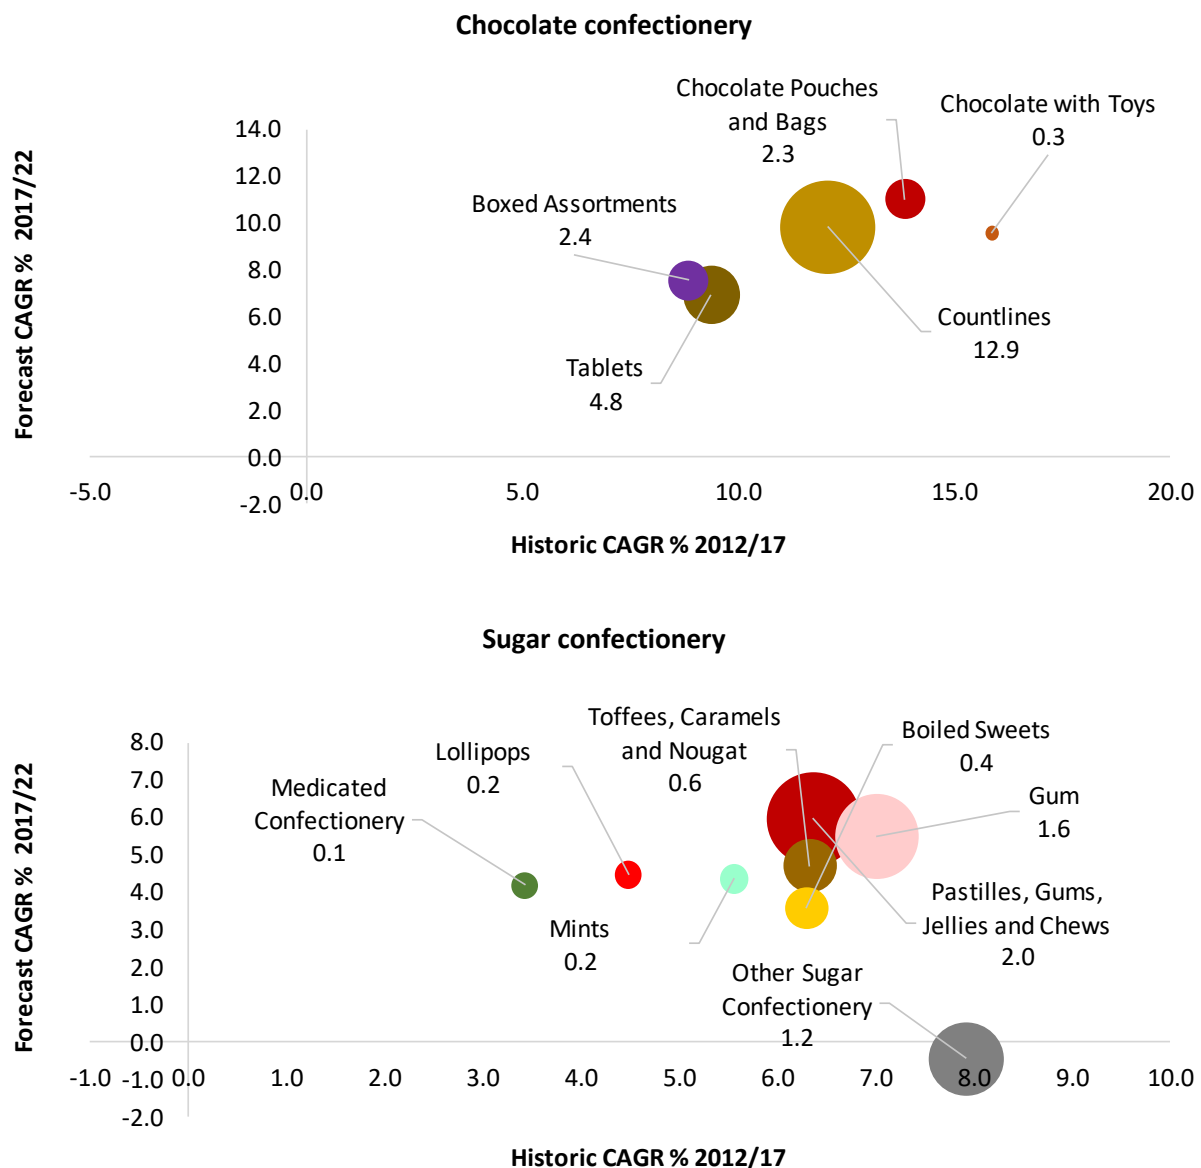 Chocolate confectionery
Chocolate Pouches
and Bags
2.3
Chocolate with Toys
0.3
Boxed Assortments
2.4
Countlines
12.9
Tablets
4.8
Forecast CAGR % 2017/22
14.0
12.0
10.0
8.0
6.0
4.0
2.0
0.0
-2.0
-5.0
0.0
5.0
10.0
15.0
20.0
Historic CAGR % 2012/17
Sugar confectionery
Toffees, Caramels
and Nougat
0.6
Boiled Sweets
0.4
Lollipops
0.2
Medicated
Confectionery
0.1
Gum
1.6
Mints
0.2
Pastilles, Gums,
Jellies and Chews
2.0
Other Sugar
Confectionery
1.2
Forecast CAGR % 2017/22
8.0
7.0
6.0
5.0
4.0
3.0
2.0
1.0
0.0
-1.0
-2.0
-1.0
0.0
1.0
2.0
3.0
4.0
5.0
6.0
7.0
8.0
9.0
10.0
Historic CAGR % 2012/17